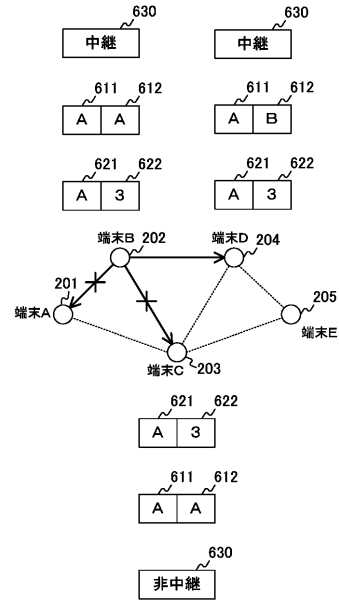 630 630
中継 中継
611 612 611 612
A A A B
621 622 621 622
A 3 A 3
端末B 202 端末D 204
201 205
端末A 端末E
端末C 203
621 622
A 3
611 612
A A
630
非中継